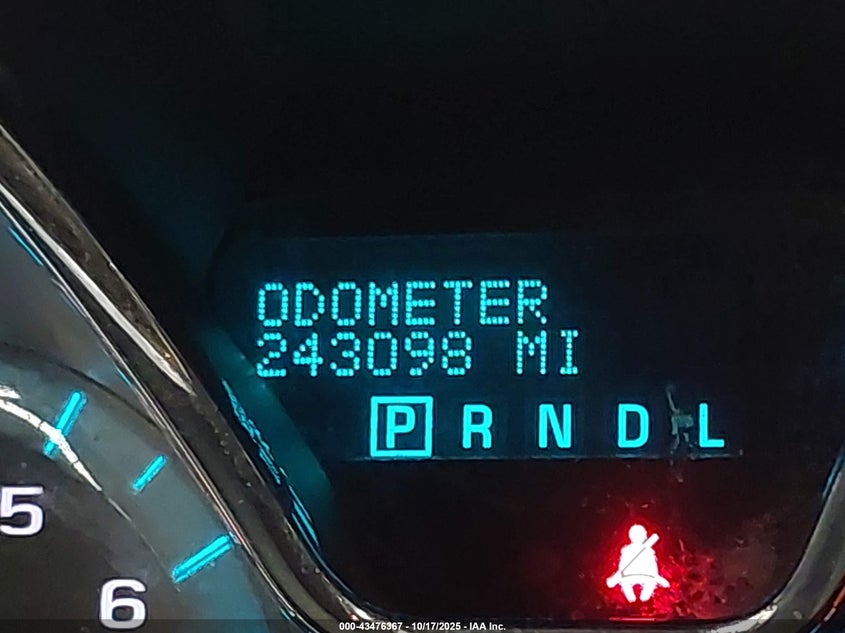 ODOMETER
243098 MI
P R N D L
5
6
000-43476367 - 10/17/2025 - IAA Inc.